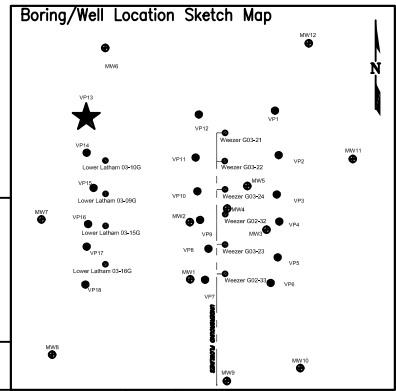 Boring/Well Location Sketch Map
MW12
MW6
N
VP13
VP12
VP1
Weezer G03-21
VP14
Lower Latham 03-10G
VP11
Weezer G03-22
VP2
MW11
VP15
Lower Latham 03-09G
VP10
MW5
Weezer G03-24
VP3
MW7
VP16
Lower Latham 03-15G
MW2
VP9
MW4
Weezer G02-32
MW3
VP4
VP17
VP8
Weezer G03-23
VP5
Lower Latham 03-16G
MW1
VP7
Weezer G02-33
VP6
VP18
UNDERGROUND FLOWLINES
MW8
MW9
MW10